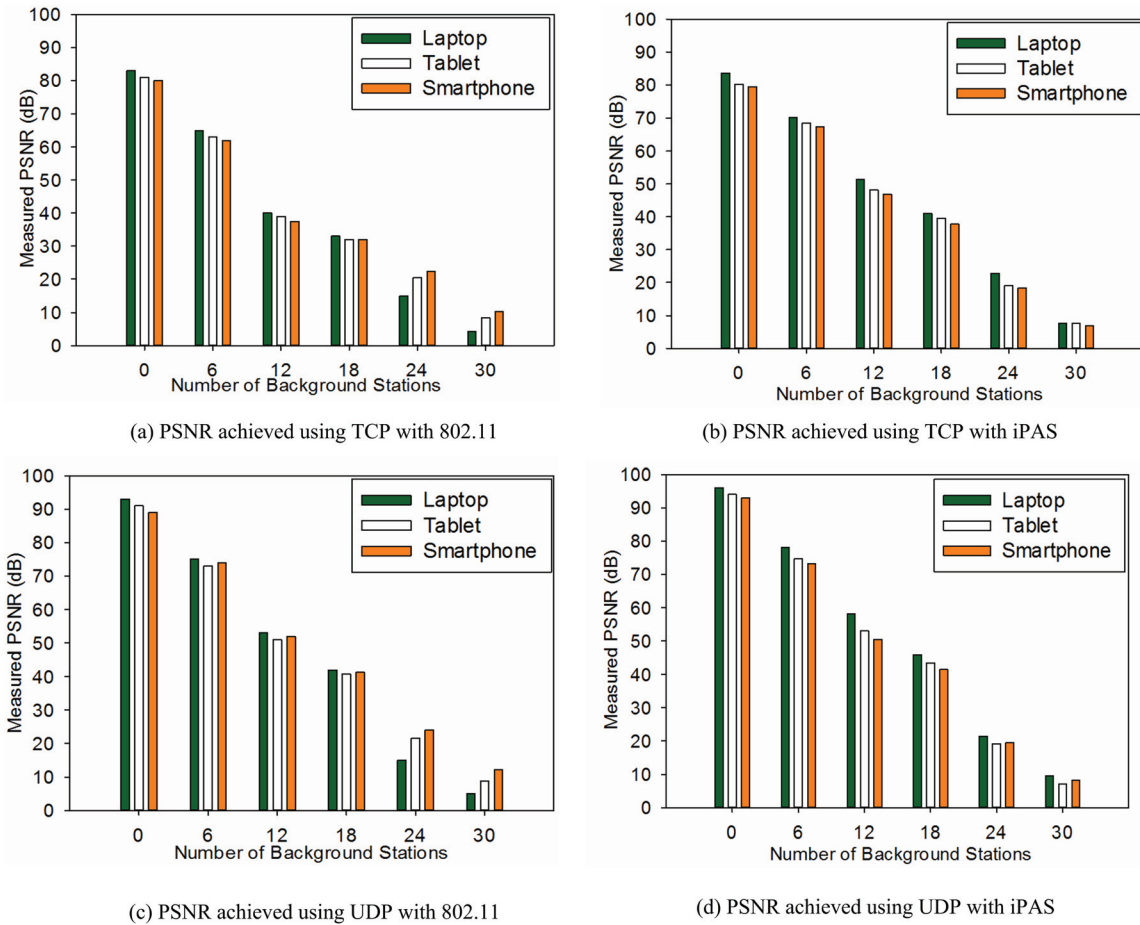 100
90
80
70
60
50
40
30
20
10
0
Measured PSNR (dB)
Laptop
Tablet
Smartphone
0 6 12 18 24 30
Number of Background Stations
(a) PSNR achieved using TCP with 802.11
100
90
80
70
60
50
40
30
20
10
0
Measured PSNR (dB)
Laptop
Tablet
Smartphone
0 6 12 18 24 30
Number of Background Stations
(b) PSNR achieved using TCP with iPAS
100
90
80
70
60
50
40
30
20
10
0
Measured PSNR (dB)
Laptop
Tablet
Smartphone
0 6 12 18 24 30
Number of Background Stations
(c) PSNR achieved using UDP with 802.11
100
90
80
70
60
50
40
30
20
10
0
Measured PSNR (dB)
Laptop
Tablet
Smartphone
0 6 12 18 24 30
Number of Background Stations
(d) PSNR achieved using UDP with iPAS